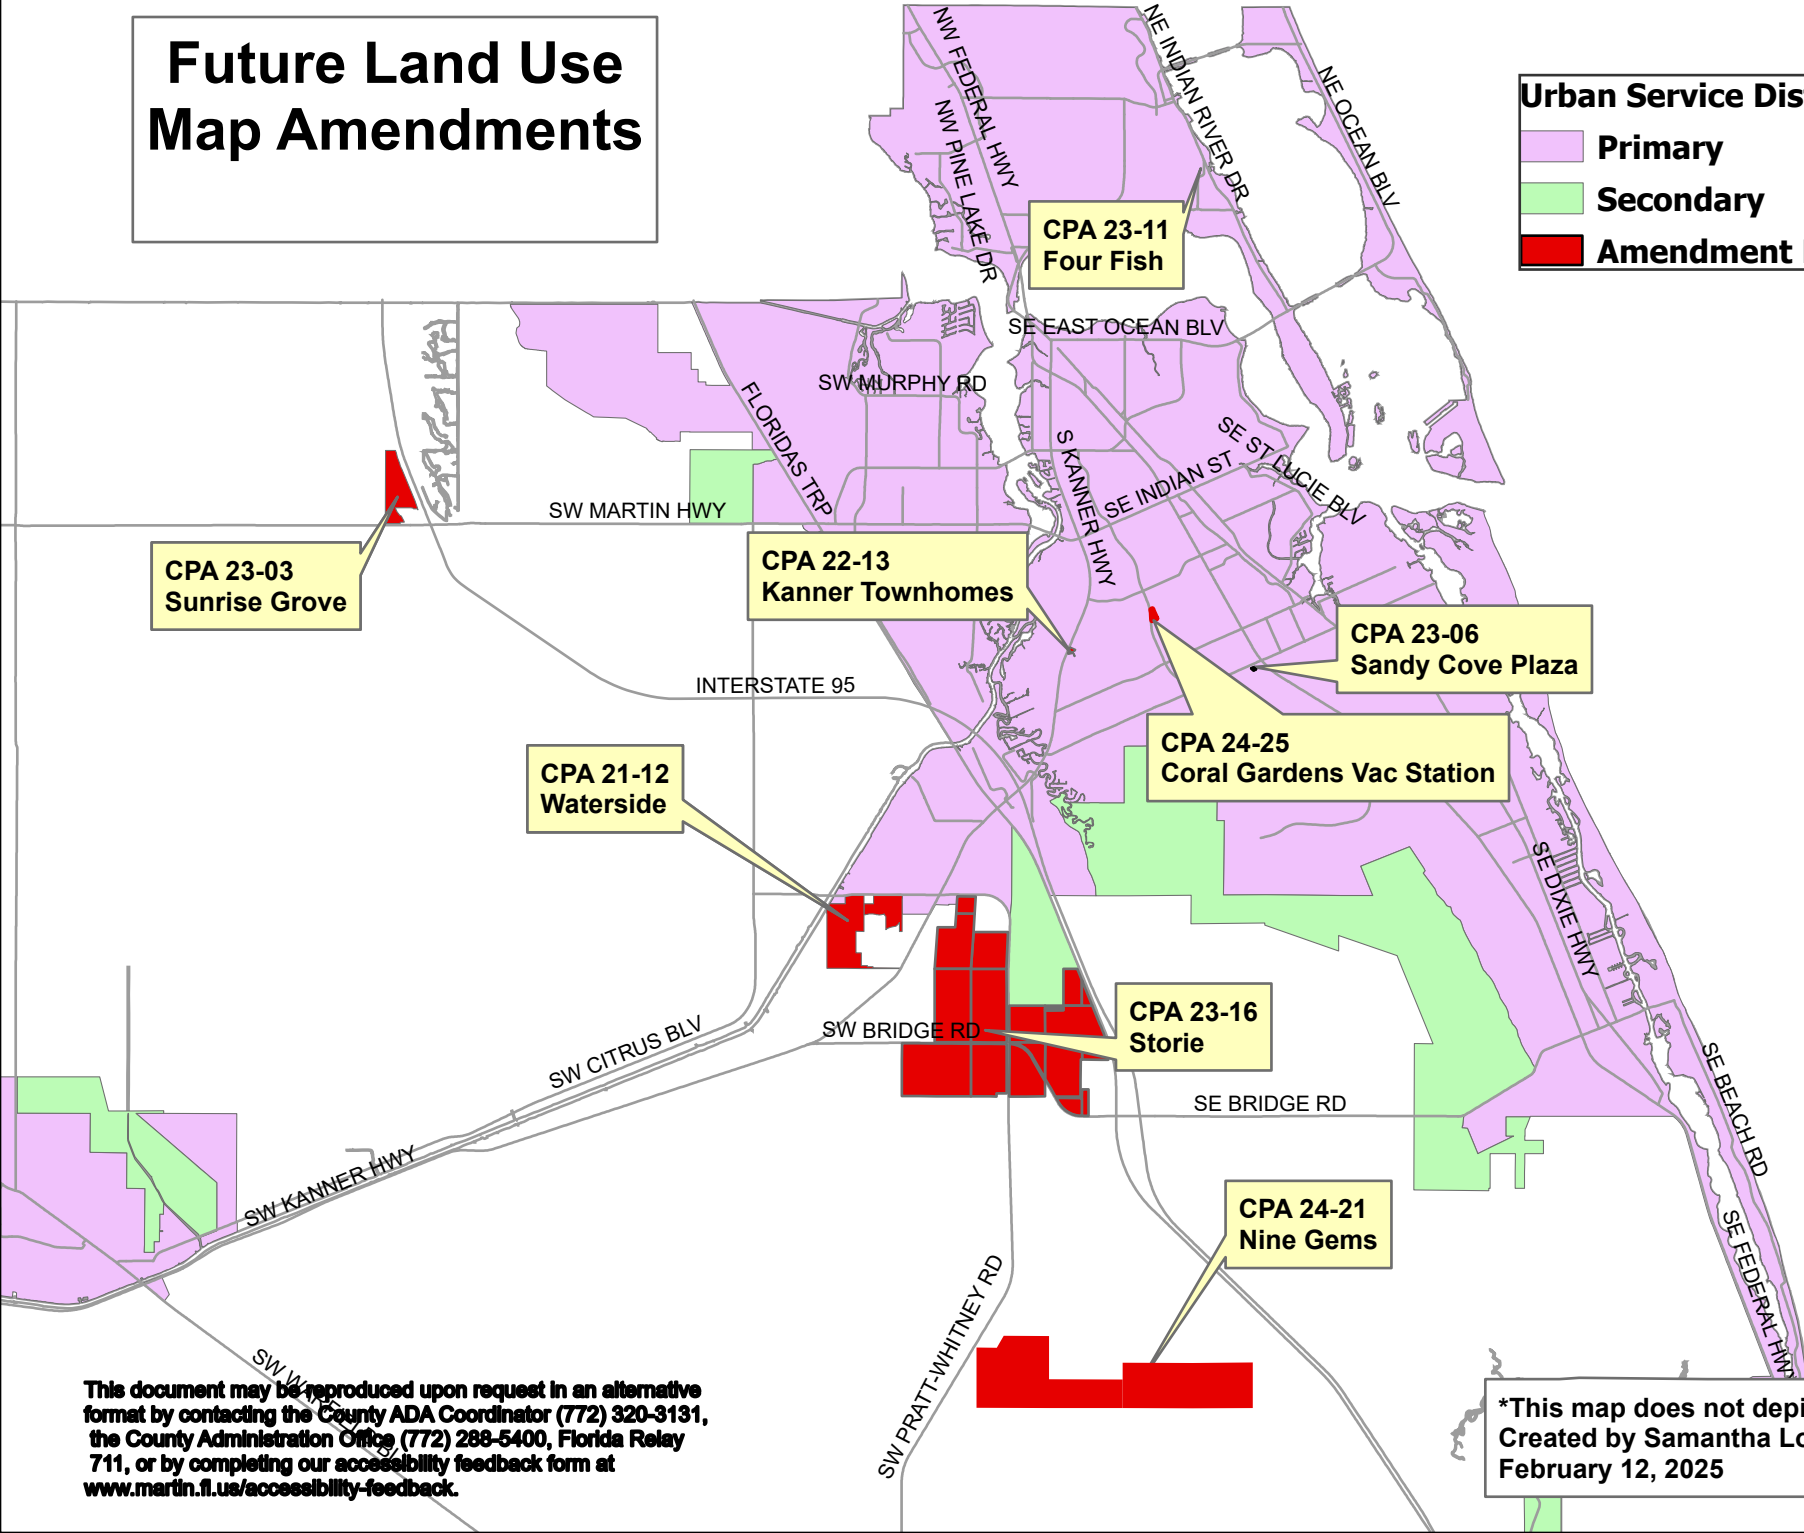 Future Land Use
Map Amendments
Urban Service Dis
Primary
Secondary
Amendment
NW FEDERAL HWY
NW PINE LAKE DR
NE INDIAN RIVER DR
NE OCEAN BLV
CPA 23-11
Four Fish
SE EAST OCEAN BLV
SW MURPHY RD
FLORIDAS TRP
S KANNER HWY
SE INDIAN ST
SE ST LUCIE BLV
SW MARTIN HWY
CPA 23-03
Sunrise Grove
CPA 22-13
Kanner Townhomes
CPA 23-06
Sandy Cove Plaza
INTERSTATE 95
CPA 24-25
Coral Gardens Vac Station
CPA 21-12
Waterside
SE DIXIE HWY
CPA 23-16
Storie
SW BRIDGE RD
SW CITRUS BLV
SE BRIDGE RD
SE BEACH RD
SW KANNER HWY
CPA 24-21
Nine Gems
SE FEDERAL HWY
SW PRATT-WHITNEY RD
This document may be reproduced upon request in an alternative
format by contacting the County ADA Coordinator (772) 320-3131,
the County Administration Office (772) 288-5400, Florida Relay
711, or by completing our accessibility feedback form at
www.martin.fl.us/accessibility-feedback.
*This map does not depi
Created by Samantha Lo
February 12, 2025